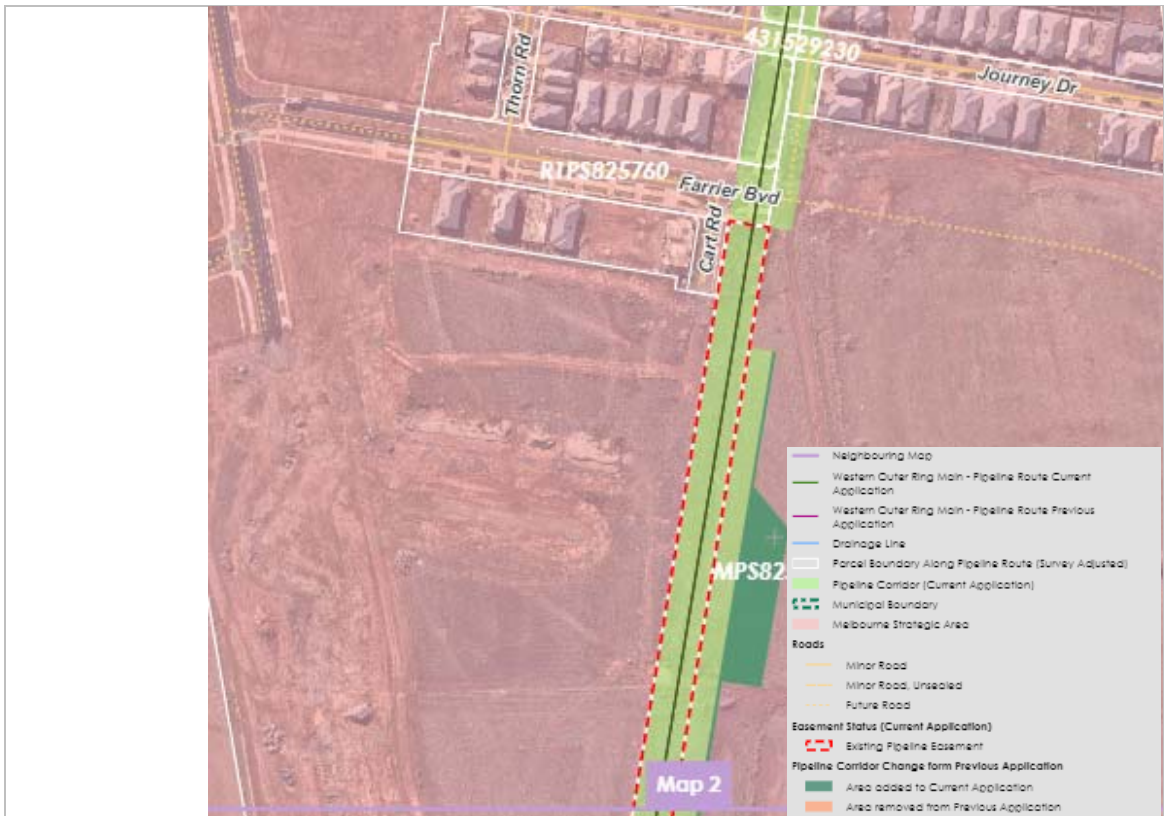 431529230
Journey Dr
Thorn Rd
R1PS825760
Farrier Bvd
Cart Rd
MPS82
Map 2
Neighbouring Map
Western Outer Ring Main - Pipeline Route Current
Application
Western Outer Ring Main - Pipeline Route Previous
Application
Drainage Line
Parcel Boundary Along Pipeline Route (Survey Adjusted)
Pipeline Corridor (Current Application)
Municipal Boundary
Melbourne Strategic Area
Roads
Minor Road
Minor Road, Unsealed
Future Road
Easement Status (Current Application)
Existing Pipeline Easement
Pipeline Corridor Change form Previous Application
Area added to Current Application
Area removed from Previous Application